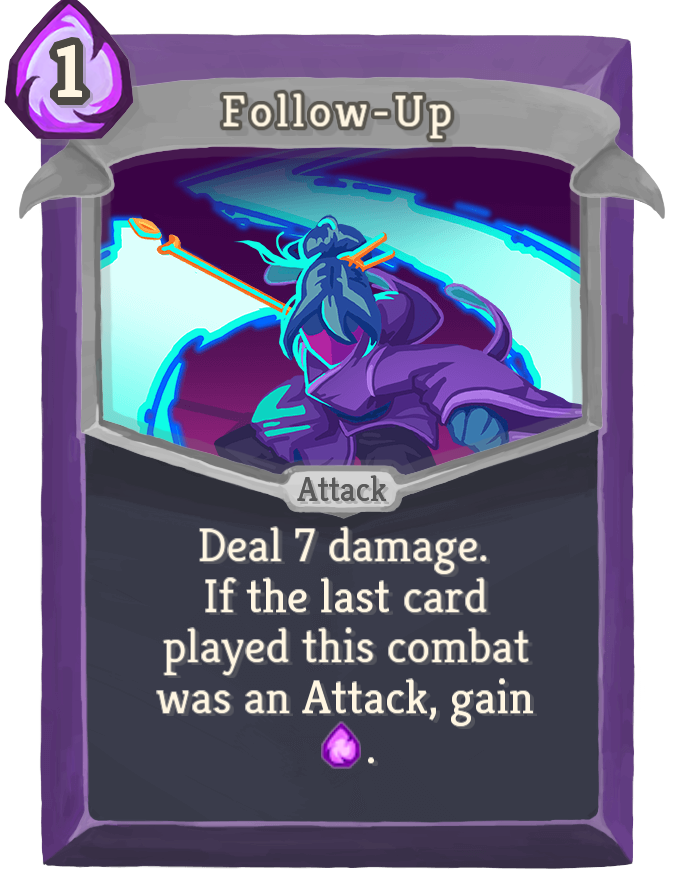 1
Follow-Up
Attack
Deal 7 damage.
If the last card
played this combat
was an Attack, gain
.